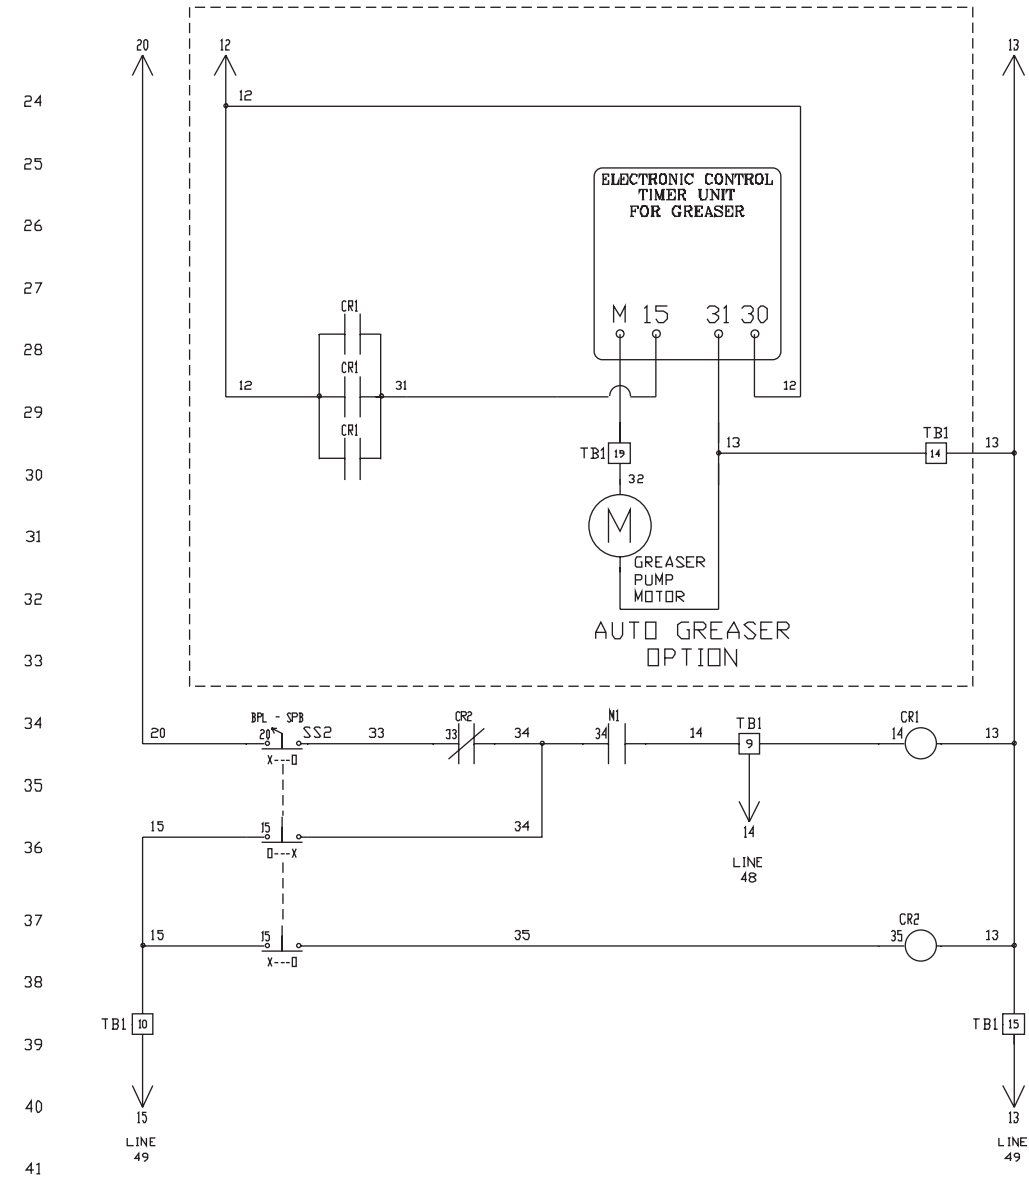 20
12
13
24
12
25
ELECTRONIC CONTROL
TIMER UNIT
FOR GREASER
26
27
CR1
M
15
31
30
28
CR1
12
31
12
29
CR1
TB1
19
13
TB1
14
13
30
32
M
31
GREASER
PUMP
MOTOR
32
AUTO GREASER
OPTION
33
34
20
BPL - SPB
20
SS2
33
33
CR2
34
34
M1
14
TB1
9
14
CR1
13
X---O
35
15
15
34
O---X
36
14
LINE
48
37
15
15
35
35
CR2
13
X---O
38
TB1
10
TB1
15
39
40
15
LINE
49
13
LINE
49
41